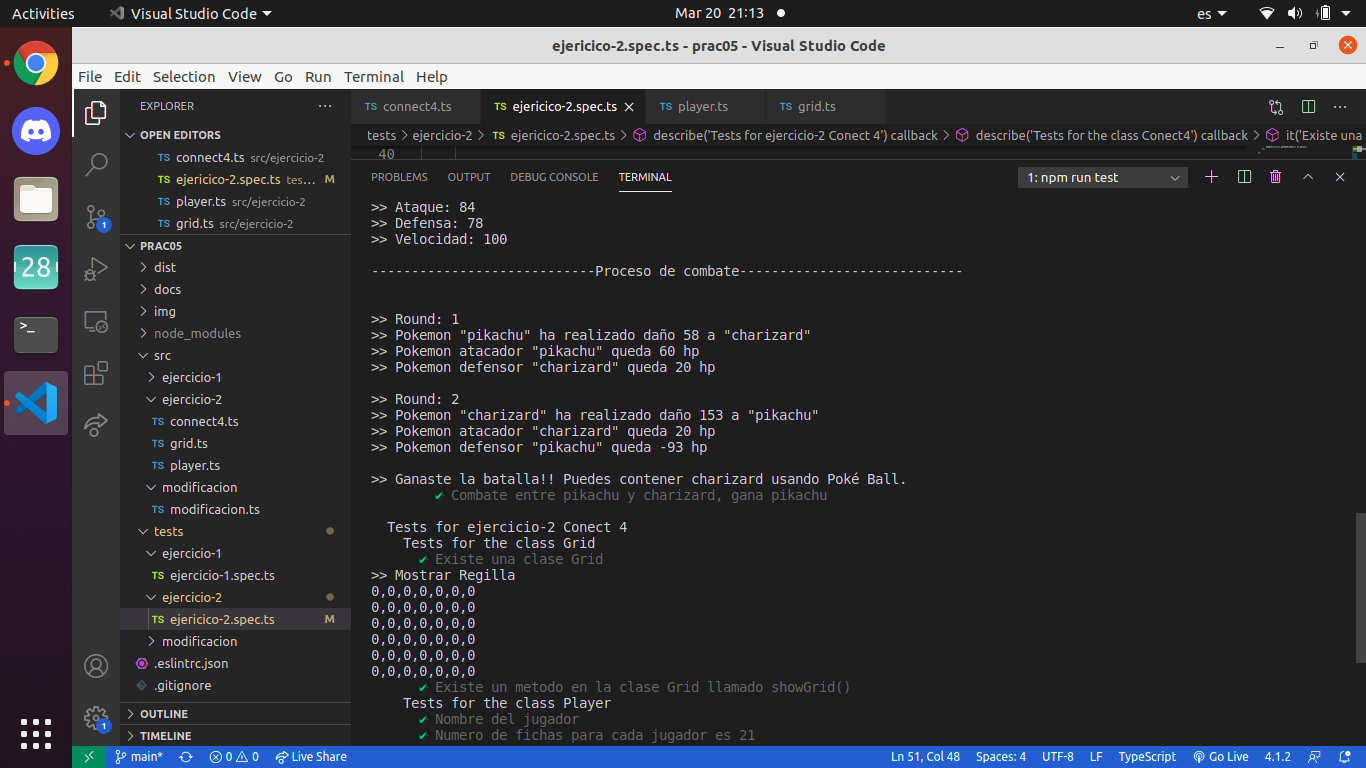 Activities Visual Studio Code Mar 20 21:13 es
ejericico-2.spec.ts - prac05 - Visual Studio Code
File Edit Selection View Go Run Terminal Help
EXPLORER
OPEN EDITORS
TS connect4.ts src/ejercicio-2
TS ejericico-2.spec.ts tes... M
TS player.ts src/ejercicio-2
TS grid.ts src/ejercicio-2
PRAC05
dist
docs
img
node_modules
src
ejercicio-1
ejercicio-2
TS connect4.ts
TS grid.ts
TS player.ts
modificacion
TS modificacion.ts
tests
ejercicio-1
TS ejercicio-1.spec.ts
ejercicio-2
TS ejericico-2.spec.ts M
modificacion
.eslintrc.json
.gitignore
OUTLINE
TIMELINE
28
>_
1
1
TS connect4.ts TS ejericico-2.spec.ts TS player.ts TS grid.ts
tests > ejercicio-2 > TS ejericico-2.spec.ts > describe('Tests for ejercicio-2 Conect 4') callback > describe('Tests for the class Conect4') callback > it('Existe una
40
PROBLEMS OUTPUT DEBUG CONSOLE TERMINAL 1: npm run test
>> Ataque: 84
>> Defensa: 78
>> Velocidad: 100
----------------------------Proceso de combate----------------------------
>> Round: 1
>> Pokemon "pikachu" ha realizado daño 58 a "charizard"
>> Pokemon atacador "pikachu" queda 60 hp
>> Pokemon defensor "charizard" queda 20 hp
>> Round: 2
>> Pokemon "charizard" ha realizado daño 153 a "pikachu"
>> Pokemon atacador "charizard" queda 20 hp
>> Pokemon defensor "pikachu" queda -93 hp
>> Ganaste la batalla!! Puedes contener charizard usando Poké Ball.
✔ Combate entre pikachu y charizard, gana pikachu
Tests for ejercicio-2 Conect 4
Tests for the class Grid
✔ Existe una clase Grid
>> Mostrar Regilla
0,0,0,0,0,0,0
0,0,0,0,0,0,0
0,0,0,0,0,0,0
0,0,0,0,0,0,0
0,0,0,0,0,0,0
0,0,0,0,0,0,0
✔ Existe un metodo en la clase Grid llamado showGrid()
Tests for the class Player
✔ Nombre del jugador
✔ Numero de fichas para cada jugador es 21
main* 0 0 Live Share Ln 51, Col 48 Spaces: 4 UTF-8 LF TypeScript Go Live 4.1.2